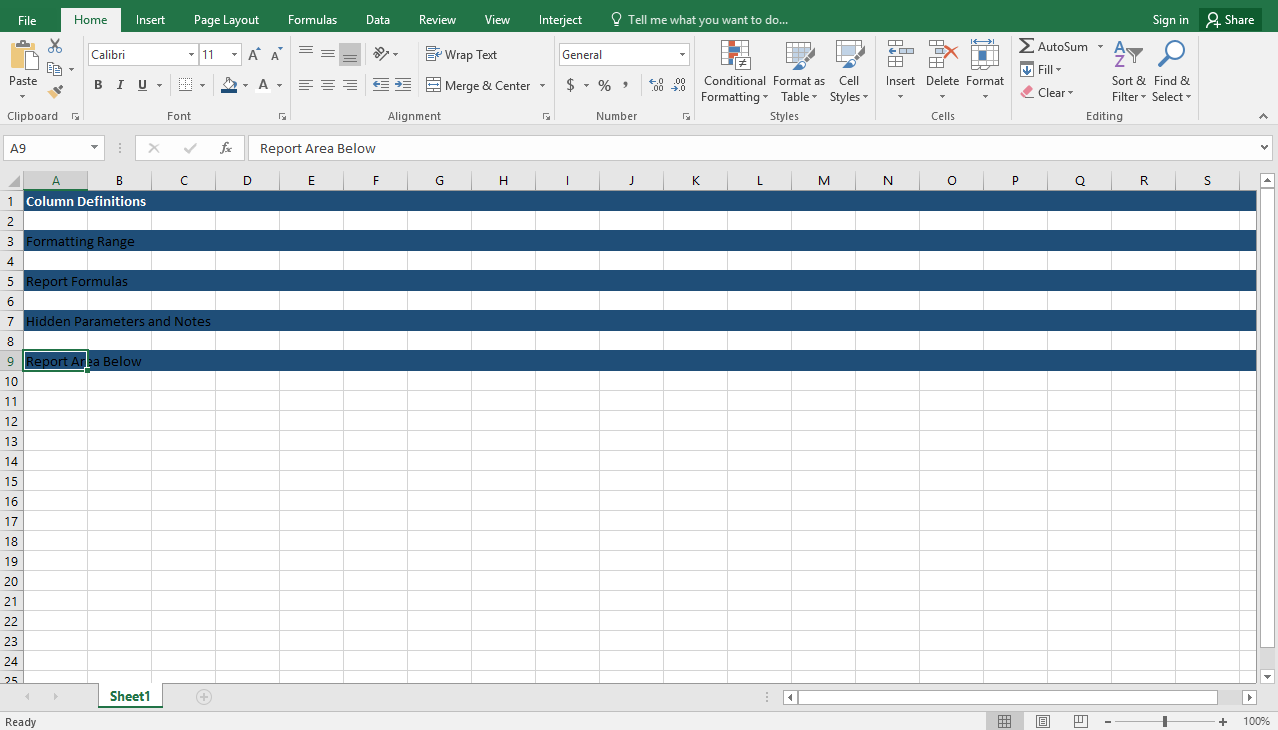 File Home Insert Page Layout Formulas Data Review View Interject Tell me what you want to do... Sign in Share
Calibri 11 Wrap Text General AutoSum
Paste B I U A Merge & Center $ % , Conditional Formatting Format as Table Cell Styles Insert Delete Format Fill Clear Sort & Filter Find & Select
Clipboard Font Alignment Number Styles Cells Editing
A9 fx Report Area Below
A B C D E F G H I J K L M N O P Q R S
1 Column Definitions
2
3 Formatting Range
4
5 Report Formulas
6
7 Hidden Parameters and Notes
8
9 Report Area Below
10
11
12
13
14
15
16
17
18
19
20
21
22
23
24
25
Sheet1
Ready 100%